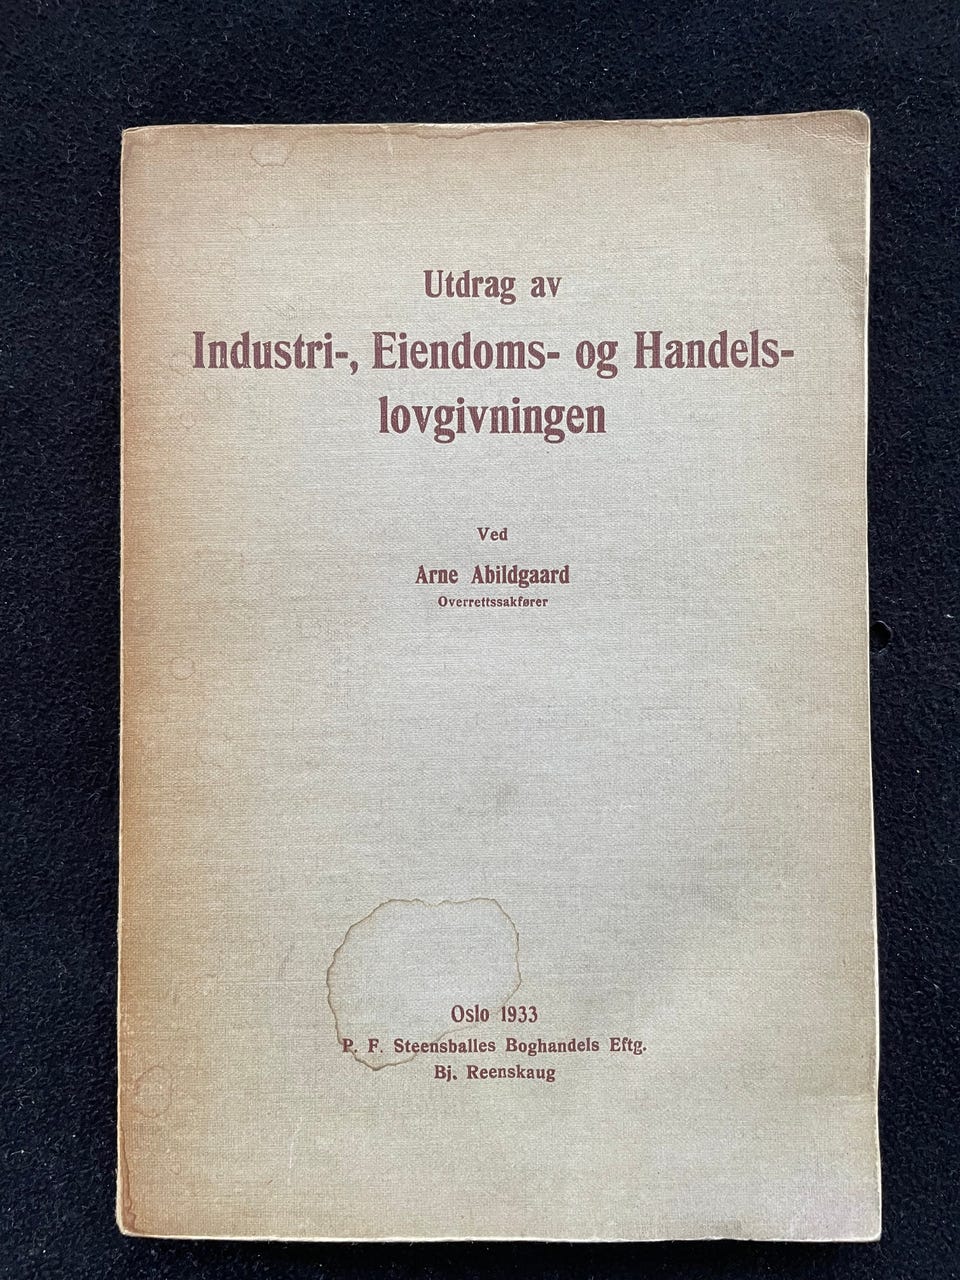 Utdrag av
Industri-, Eiendoms- og Handels-
lovgivningen
Ved
Arne Abildgaard
Overrettssakfører
Oslo 1933
P. F. Steensballes Boghandels Eftg.
Bj. Reenskaug